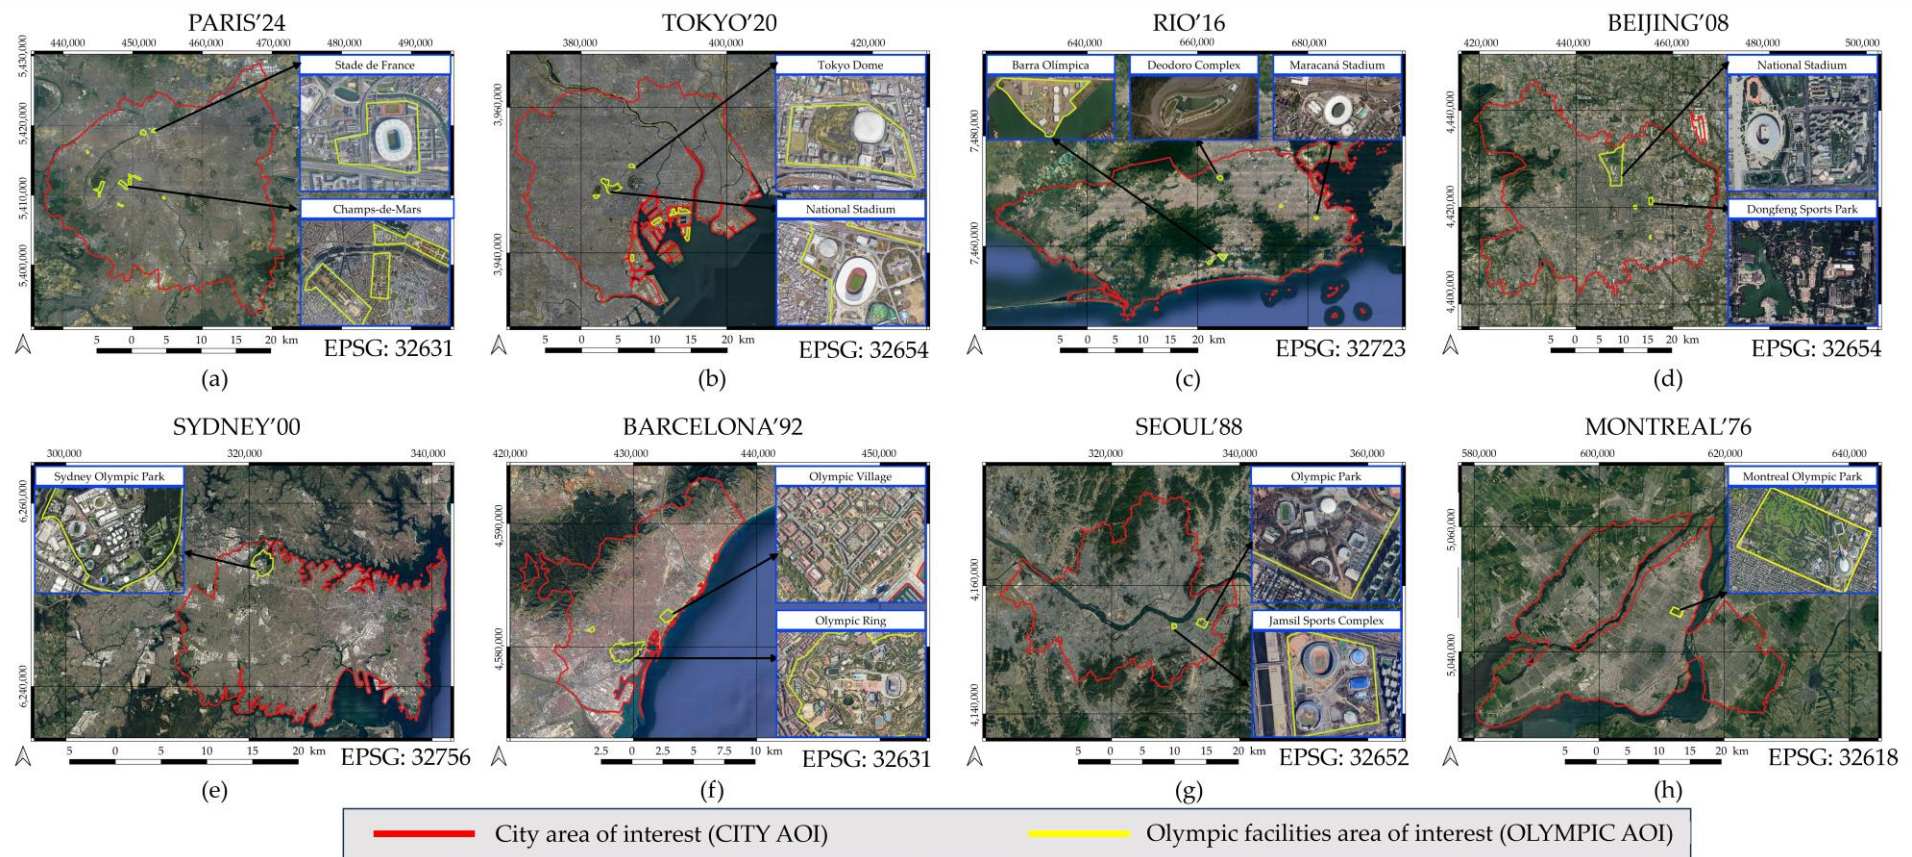 PARIS'24
440,000 450,000 460,000 470,000 480,000 490,000
5,430,000
5,420,000
5,410,000
5,400,000
Stade de France
Champs-de-Mars
5 0 5 10 15 20 km
EPSG: 32631
(a)
TOKYO'20
380,000 400,000 420,000
3,960,000
3,940,000
Tokyo Dome
National Stadium
5 0 5 10 15 20 km
EPSG: 32654
(b)
RIO'16
640,000 660,000 680,000
7,480,000
7,460,000
Barra Olímpica
Deodoro Complex
Maracaná Stadium
5 0 5 10 15 20 km
EPSG: 32723
(c)
BEIJING'08
420,000 440,000 460,000 480,000 500,000
4,440,000
4,420,000
4,400,000
National Stadium
Dongfeng Sports Park
5 0 5 10 15 20 km
EPSG: 32654
(d)
SYDNEY'00
300,000 320,000 340,000
6,260,000
6,240,000
Sydney Olympic Park
5 0 5 10 15 20 km
EPSG: 32756
(e)
BARCELONA'92
420,000 430,000 440,000 450,000
4,590,000
4,580,000
Olympic Village
Olympic Ring
2.5 0 2.5 5 7.5 10 km
EPSG: 32631
(f)
SEOUL'88
320,000 340,000 360,000
4,160,000
4,140,000
Olympic Park
Jamsil Sports Complex
5 0 5 10 15 20 km
EPSG: 32652
(g)
MONTREAL'76
580,000 600,000 620,000 640,000
5,060,000
5,040,000
Montreal Olympic Park
5 0 5 10 15 20 km
EPSG: 32618
(h)
City area of interest (CITY AOI)
Olympic facilities area of interest (OLYMPIC AOI)